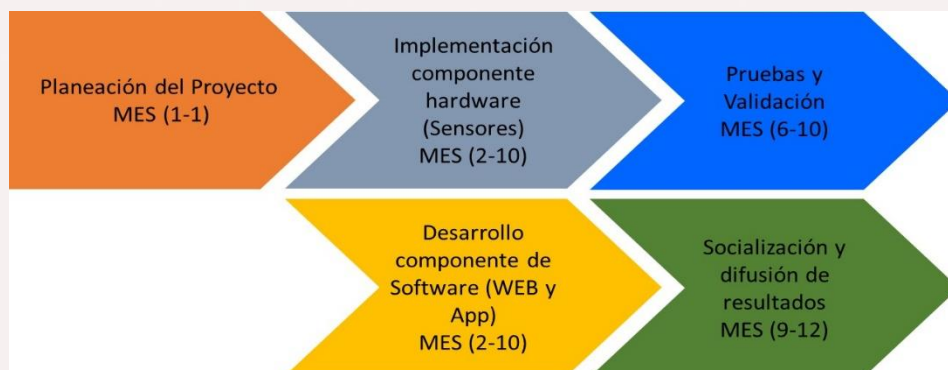 Planeación del Proyecto
MES (1-1)
Implementación
componente
hardware
(Sensores)
MES (2-10)
Pruebas y
Validación
MES (6-10)
Desarrollo
componente de
Software (WEB y
App)
MES (2-10)
Socialización y
difusión de
resultados
MES (9-12)